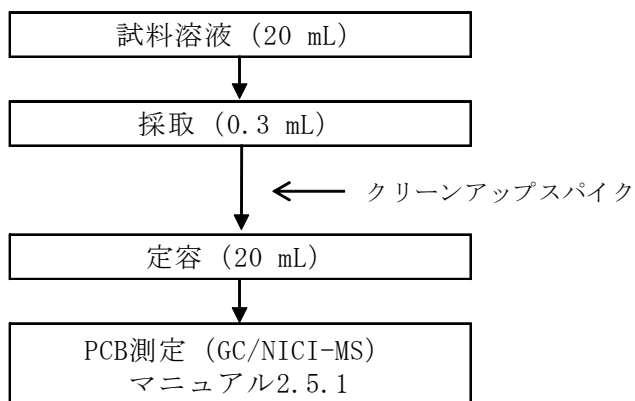 試料溶液 (20 mL)
採取 (0.3 mL)
クリーンアップスパイク
定容 (20 mL)
PCB測定 (GC/NICI-MS)
マニュアル2.5.1